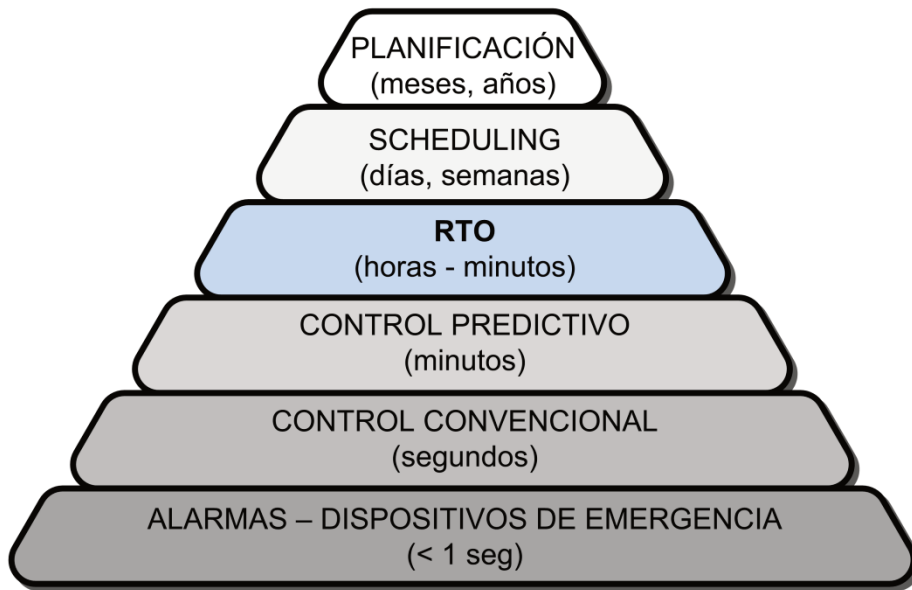 PLANIFICACIÓN
(meses, años)
SCHEDULING
(días, semanas)
RTO
(horas - minutos)
CONTROL PREDICTIVO
(minutos)
CONTROL CONVENCIONAL
(segundos)
ALARMAS – DISPOSITIVOS DE EMERGENCIA
(< 1 seg)